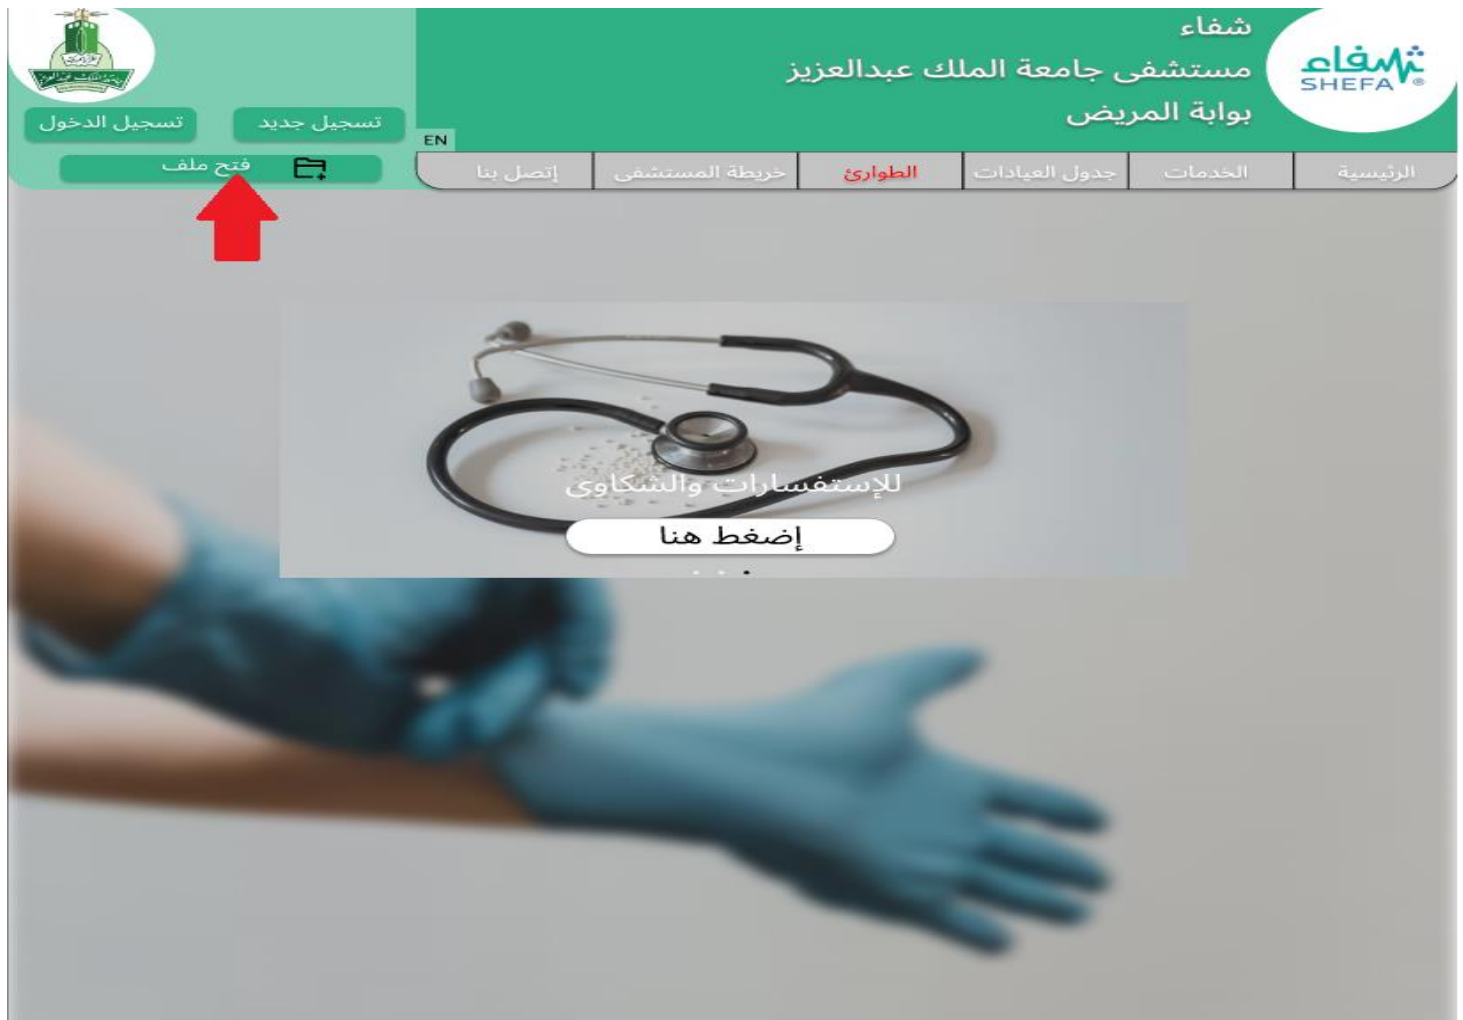 شفاء
مستشفى جامعة الملك عبدالعزيز
بوابة المريض
شفاء
SHEFA®
EN
تسجيل جديد
تسجيل الدخول
فتح ملف
الرئيسية
الخدمات
جدول العيادات
الطوارئ
خريطة المستشفى
إتصل بنا
للإستفسارات والشكاوى
إضغط هنا